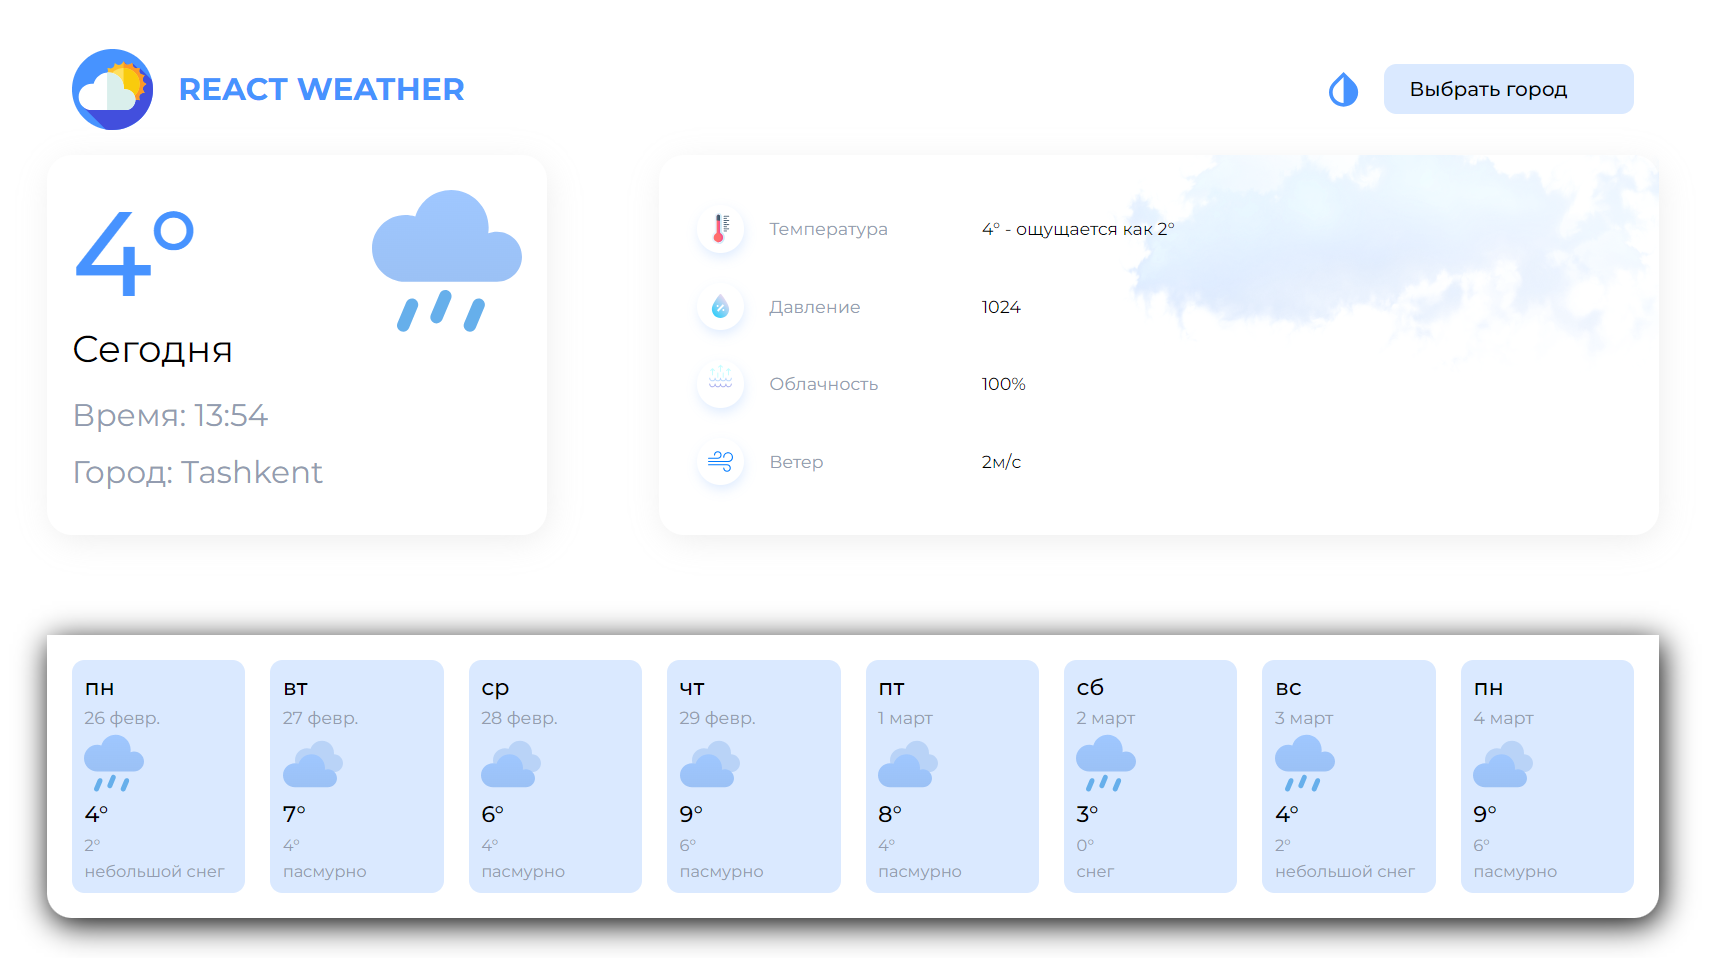 REACT WEATHER
Выбрать город
4°
Сегодня
Время: 13:54
Город: Tashkent
Температура 4° - ощущается как 2°
Давление 1024
Облачность 100%
Ветер 2м/с
пн
26 февр.
4°
2°
небольшой снег
вт
27 февр.
7°
4°
пасмурно
ср
28 февр.
6°
4°
пасмурно
чт
29 февр.
9°
6°
пасмурно
пт
1 март
8°
4°
пасмурно
сб
2 март
3°
0°
снег
вс
3 март
4°
2°
небольшой снег
пн
4 март
9°
6°
пасмурно